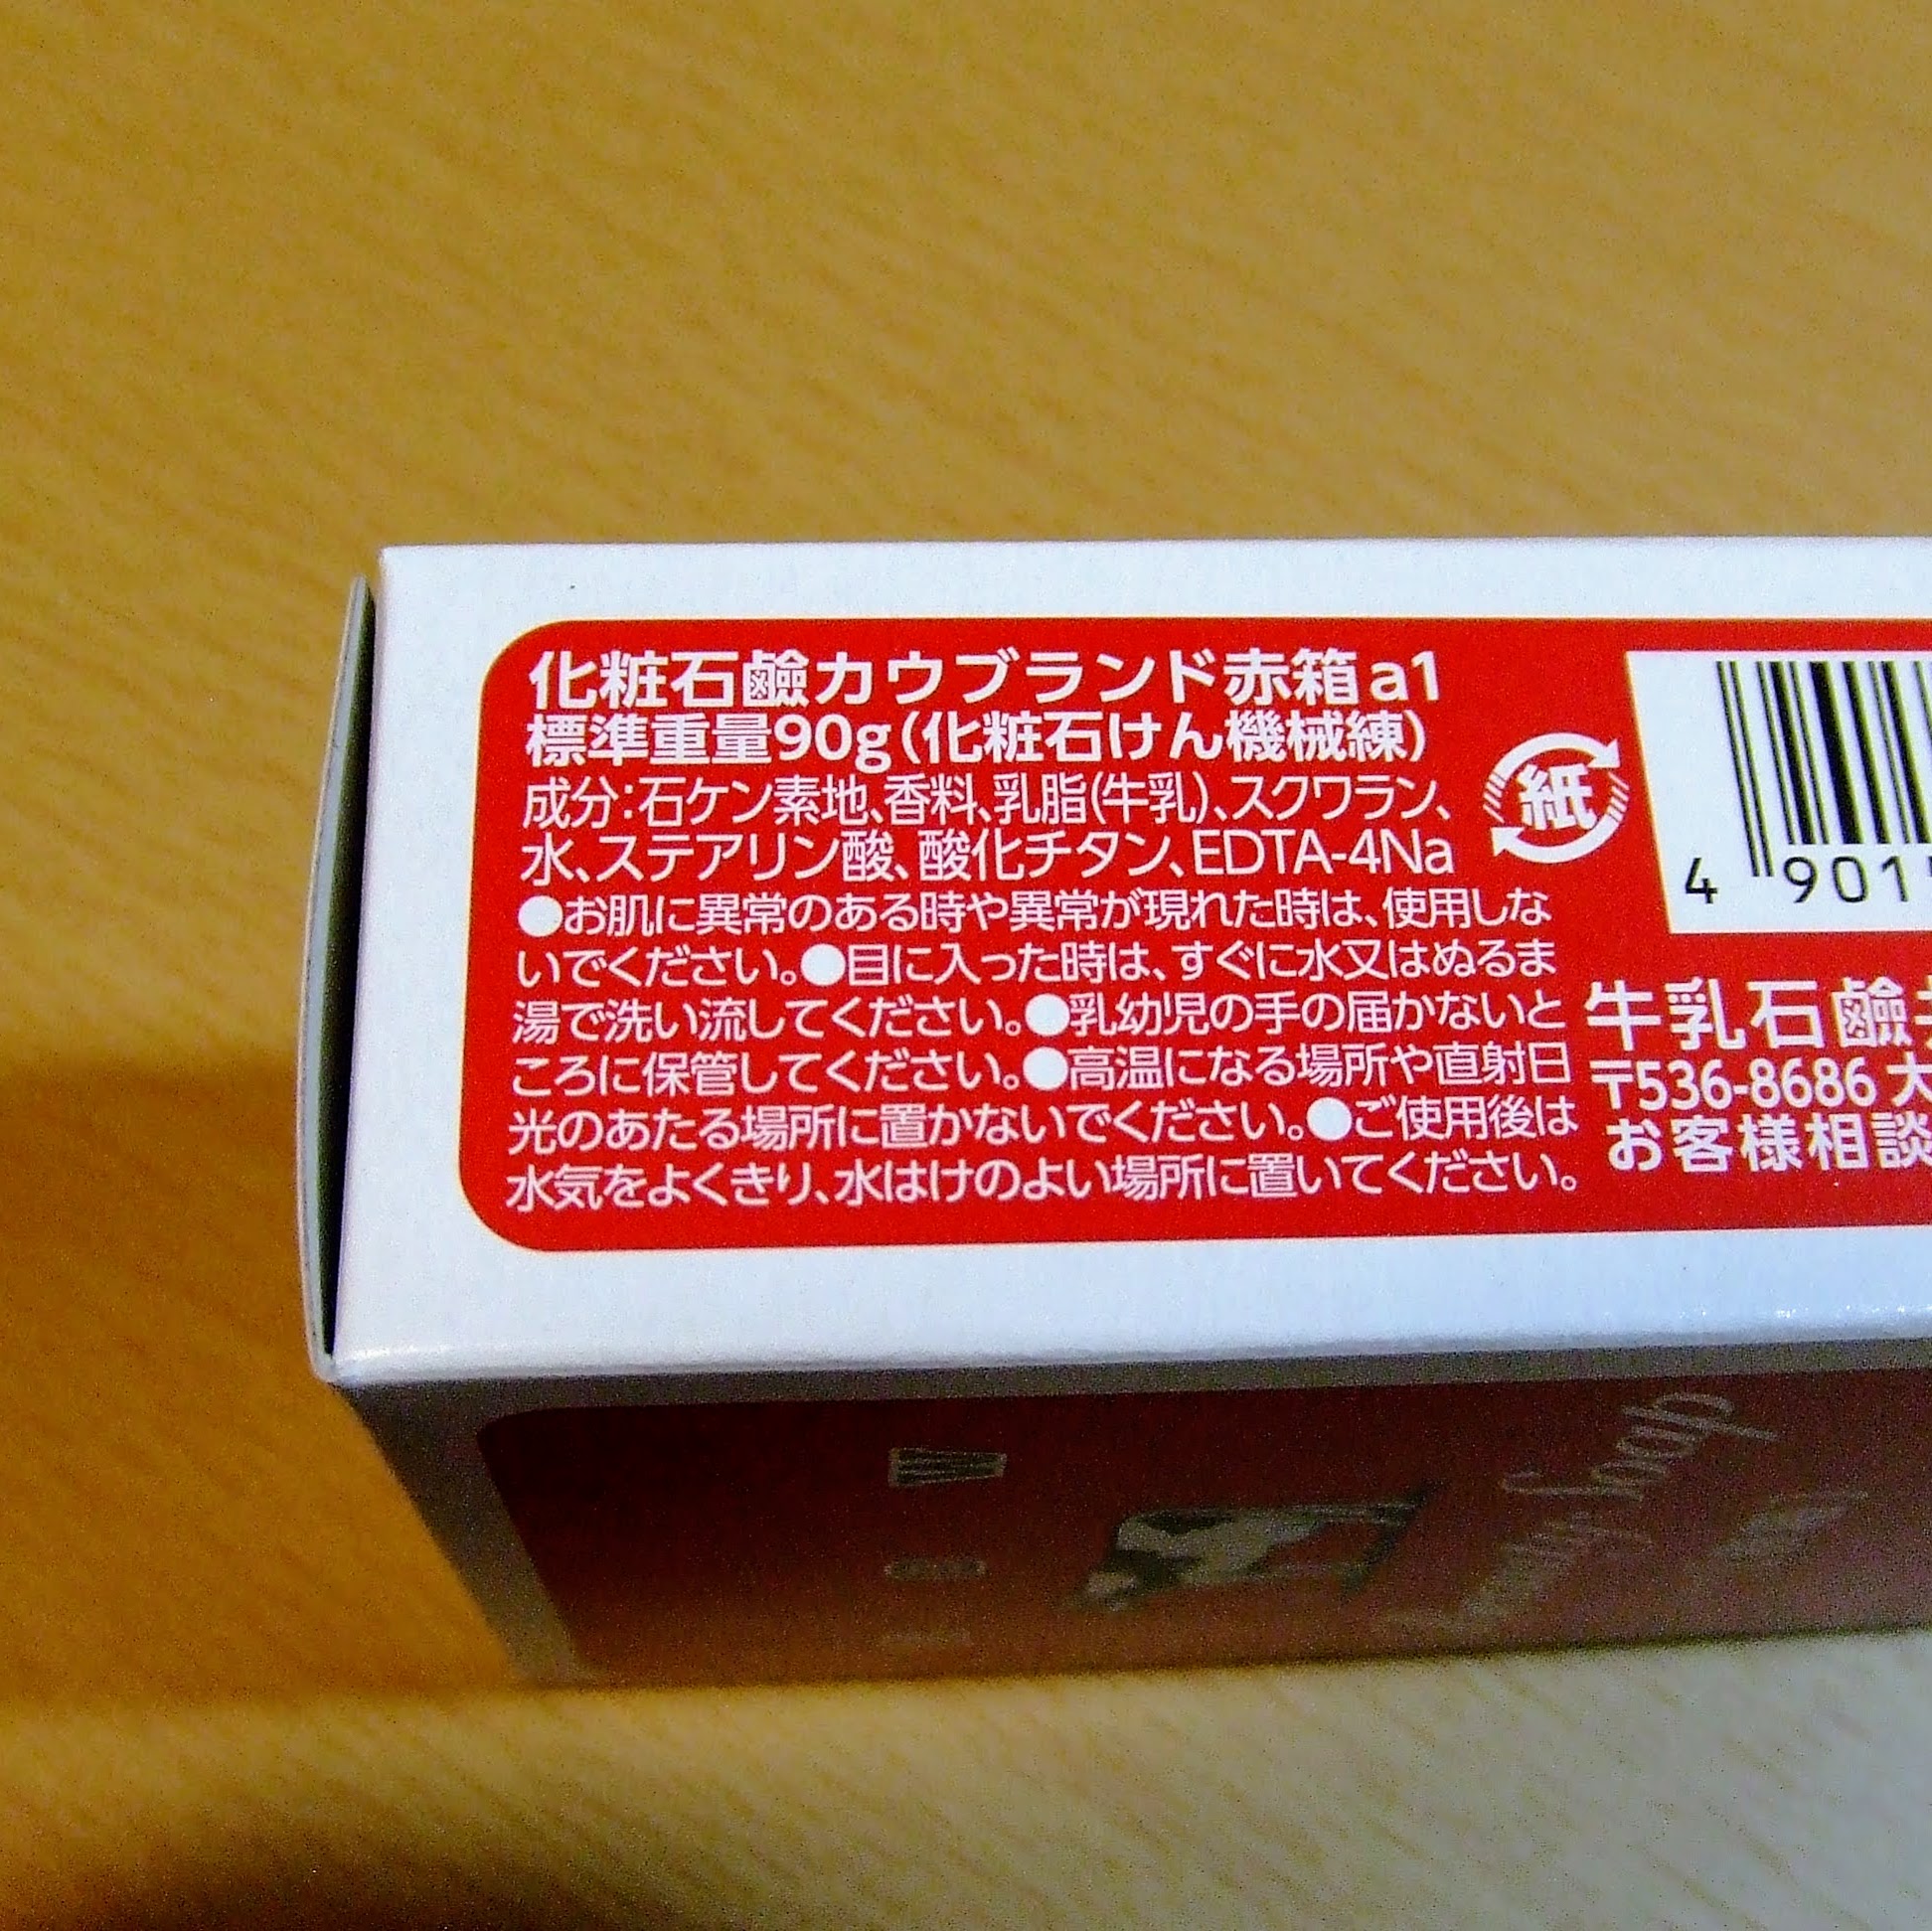 化粧石鹼カウブランド赤箱a1
標準重量90g(化粧石けん機械練)
成分:石ケン素地、香料、乳脂(牛乳)、スクワラン、
水、ステアリン酸、酸化チタン、EDTA-4Na
●お肌に異常のある時や異常が現れた時は、使用しな
いでください。●目に入った時は、すぐに水又はぬるま
湯で洗い流してください。●乳幼児の手の届かないと
ころに保管してください。●高温になる場所や直射日
光のあたる場所に置かないでください。●ご使用後は
水気をよくきり、水はけのよい場所に置いてください。
紙
4 901
牛乳石鹼
〒536-8686 大
お客様相談